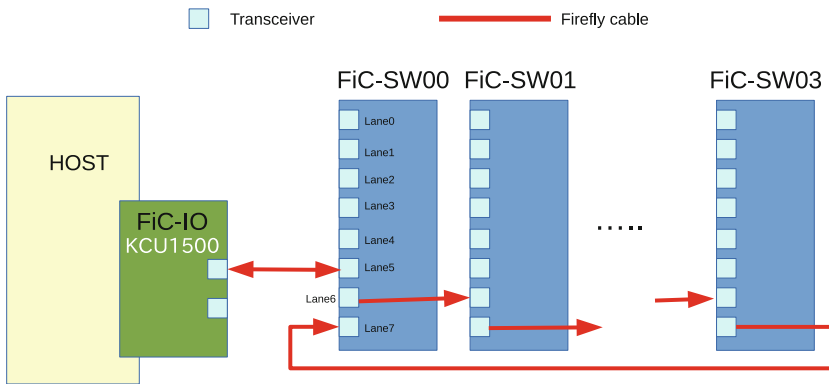 Transceiver
Firefly cable
FiC-SW00
FiC-SW01
FiC-SW03
HOST
FiC-IO
KCU1500
Lane0
Lane1
Lane2
Lane3
Lane4
Lane5
Lane6
Lane7
.....